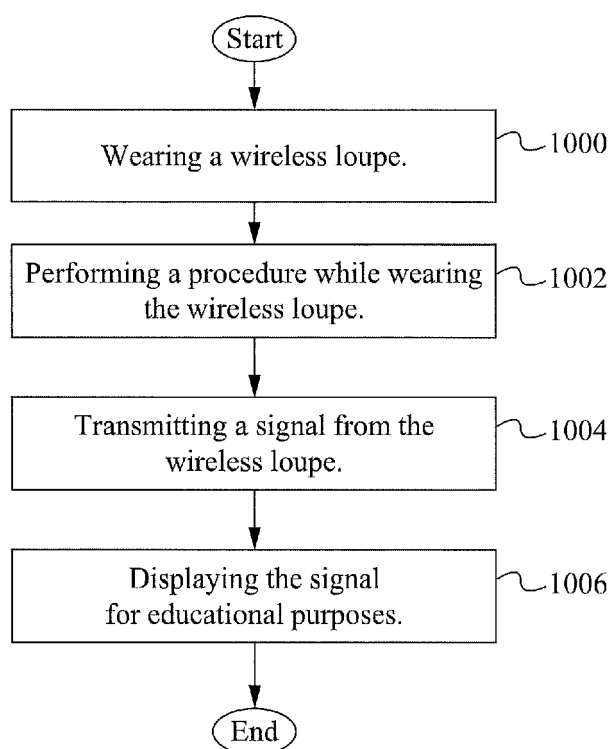 Start
Wearing a wireless loupe.
1000
Performing a procedure while wearing
the wireless loupe.
1002
Transmitting a signal from the
wireless loupe.
1004
Displaying the signal
for educational purposes.
1006
End